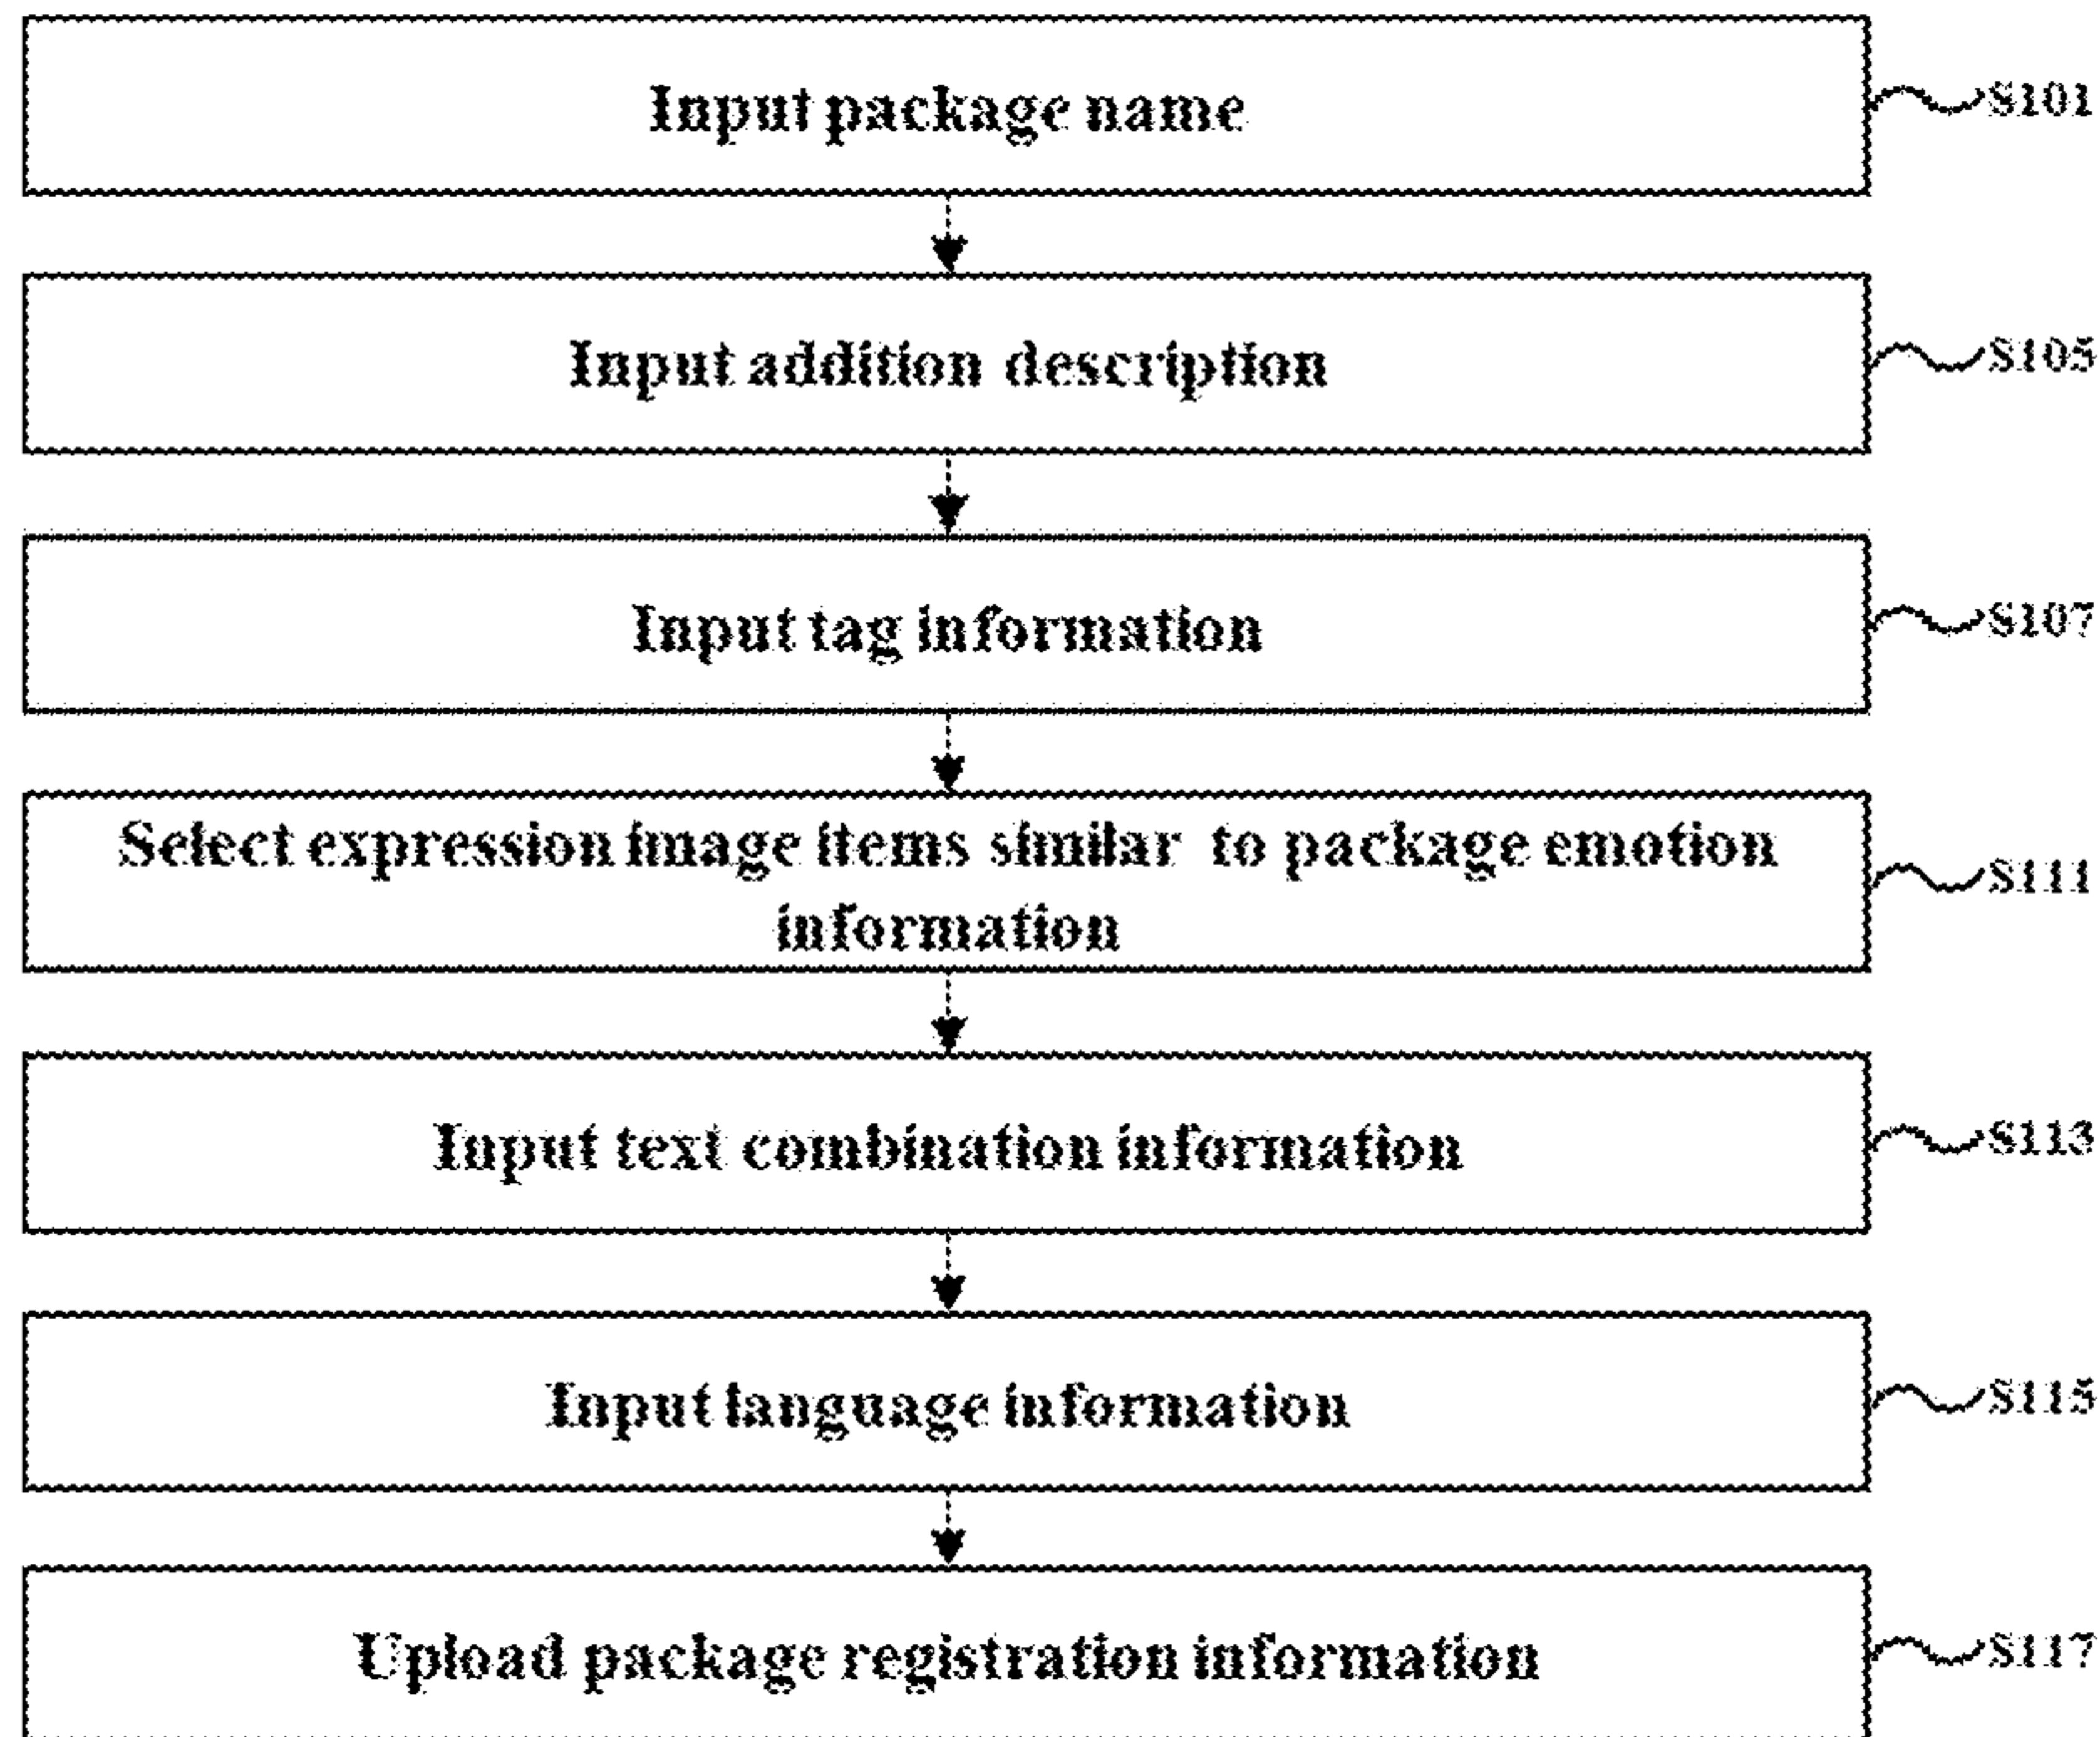 Input package name
S101
Input addition description
S105
Input tag information
S107
Select expression image items similar to package emotion
information
S111
Input text combination information
S113
Input language information
S115
Upload package registration information
S117